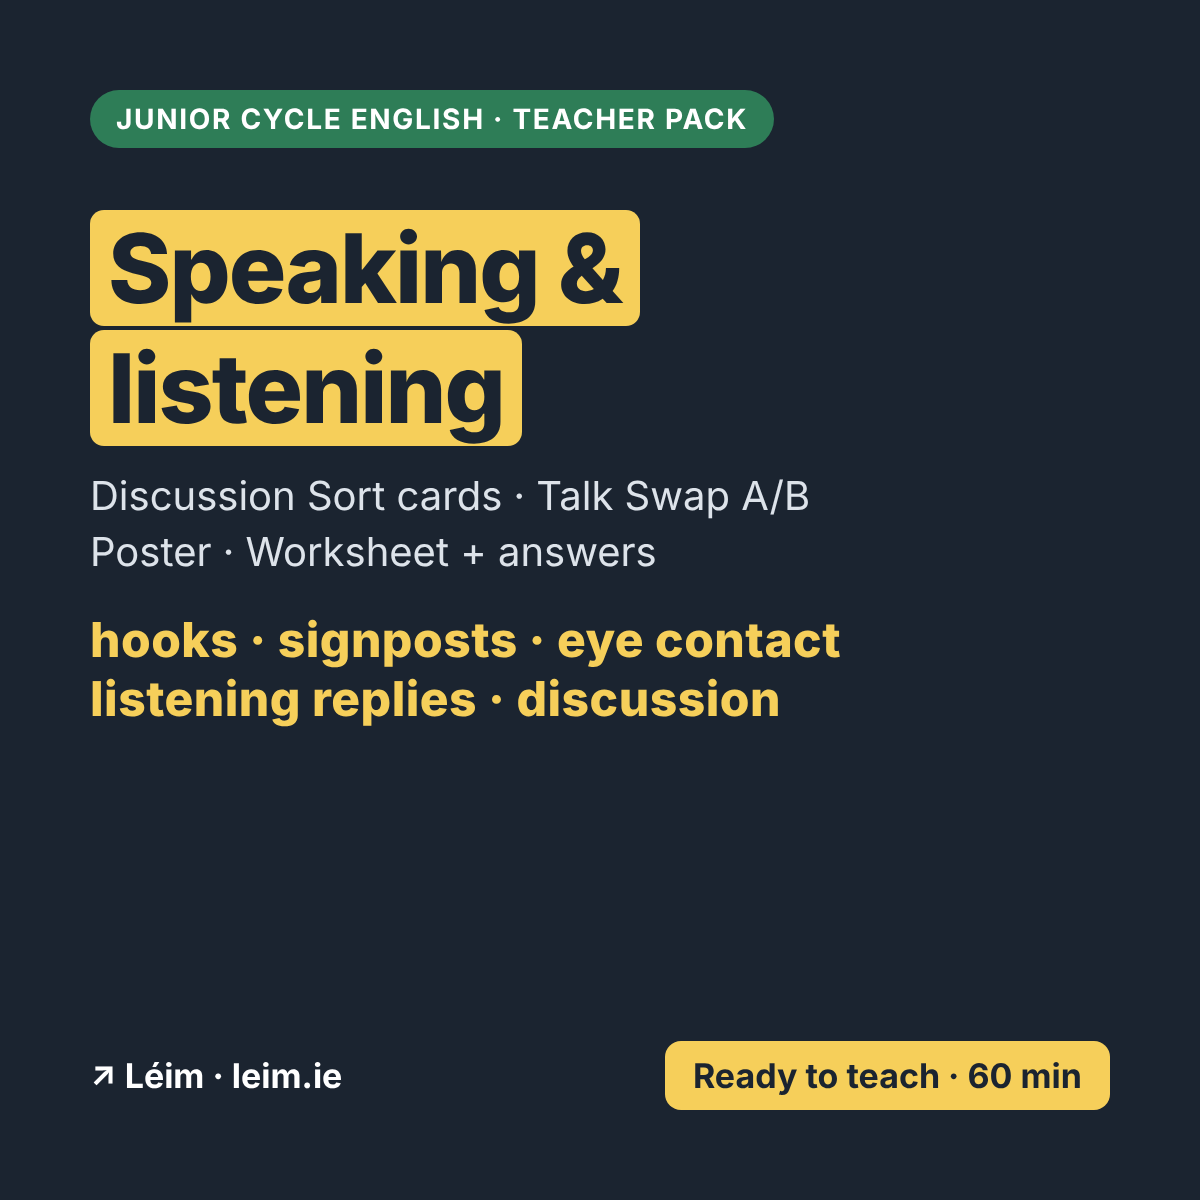 JUNIOR CYCLE ENGLISH · TEACHER PACK
Speaking &
listening
Discussion Sort cards · Talk Swap A/B
Poster · Worksheet + answers
hooks · signposts · eye contact
listening replies · discussion
↗ Léim · leim.ie
Ready to teach · 60 min